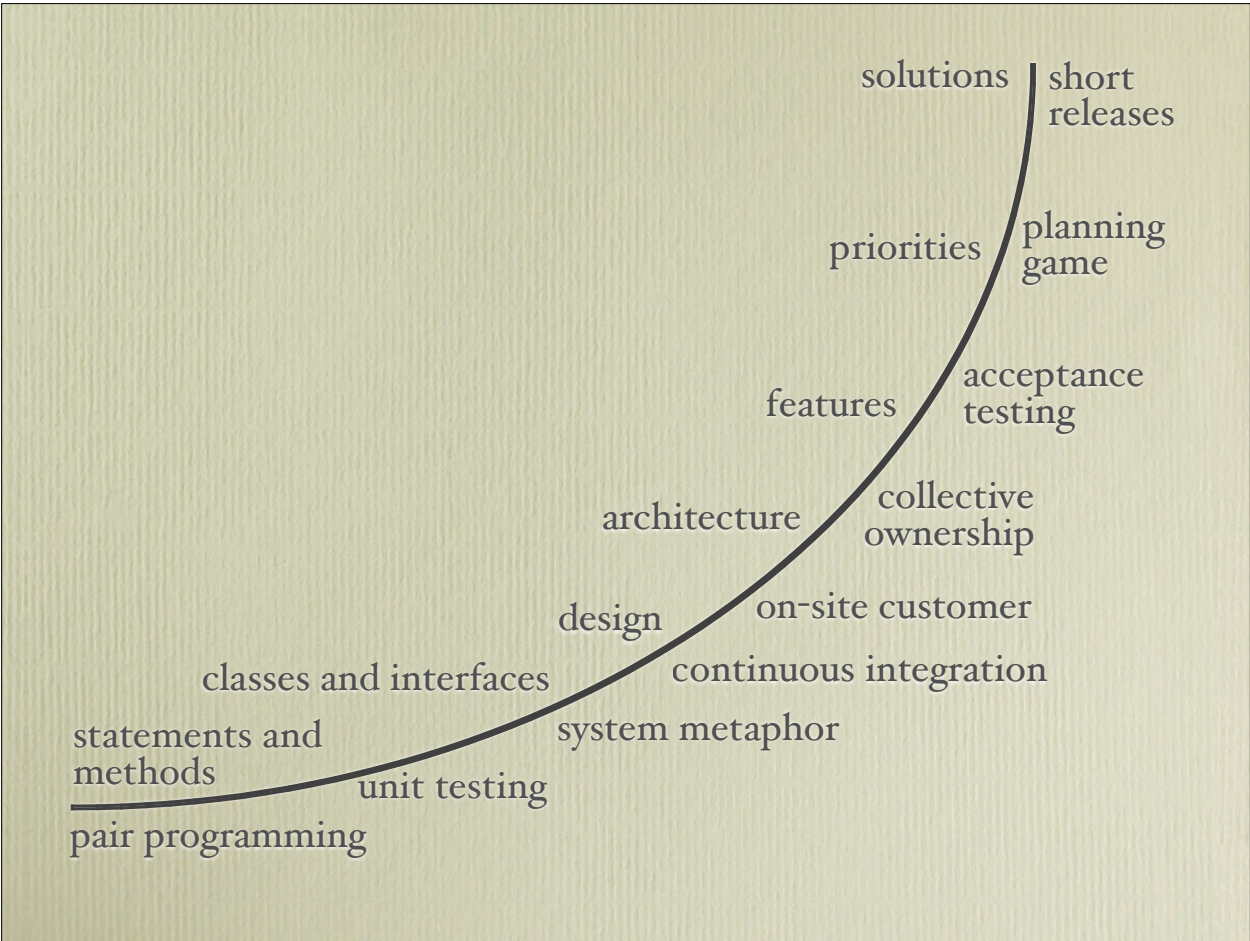 solutions
short
releases
priorities
planning
game
features
acceptance
testing
architecture
collective
ownership
design
on-site customer
classes and interfaces
continuous integration
statements and
methods
system metaphor
unit testing
pair programming